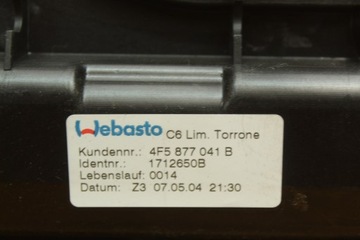 Webasto C6 Lim. Torrone
Kundennr.: 4F5 877 041 B
Identnr.: 1712650B
Lebenslauf: 0014
Datum: Z3 07.05.04 21:30